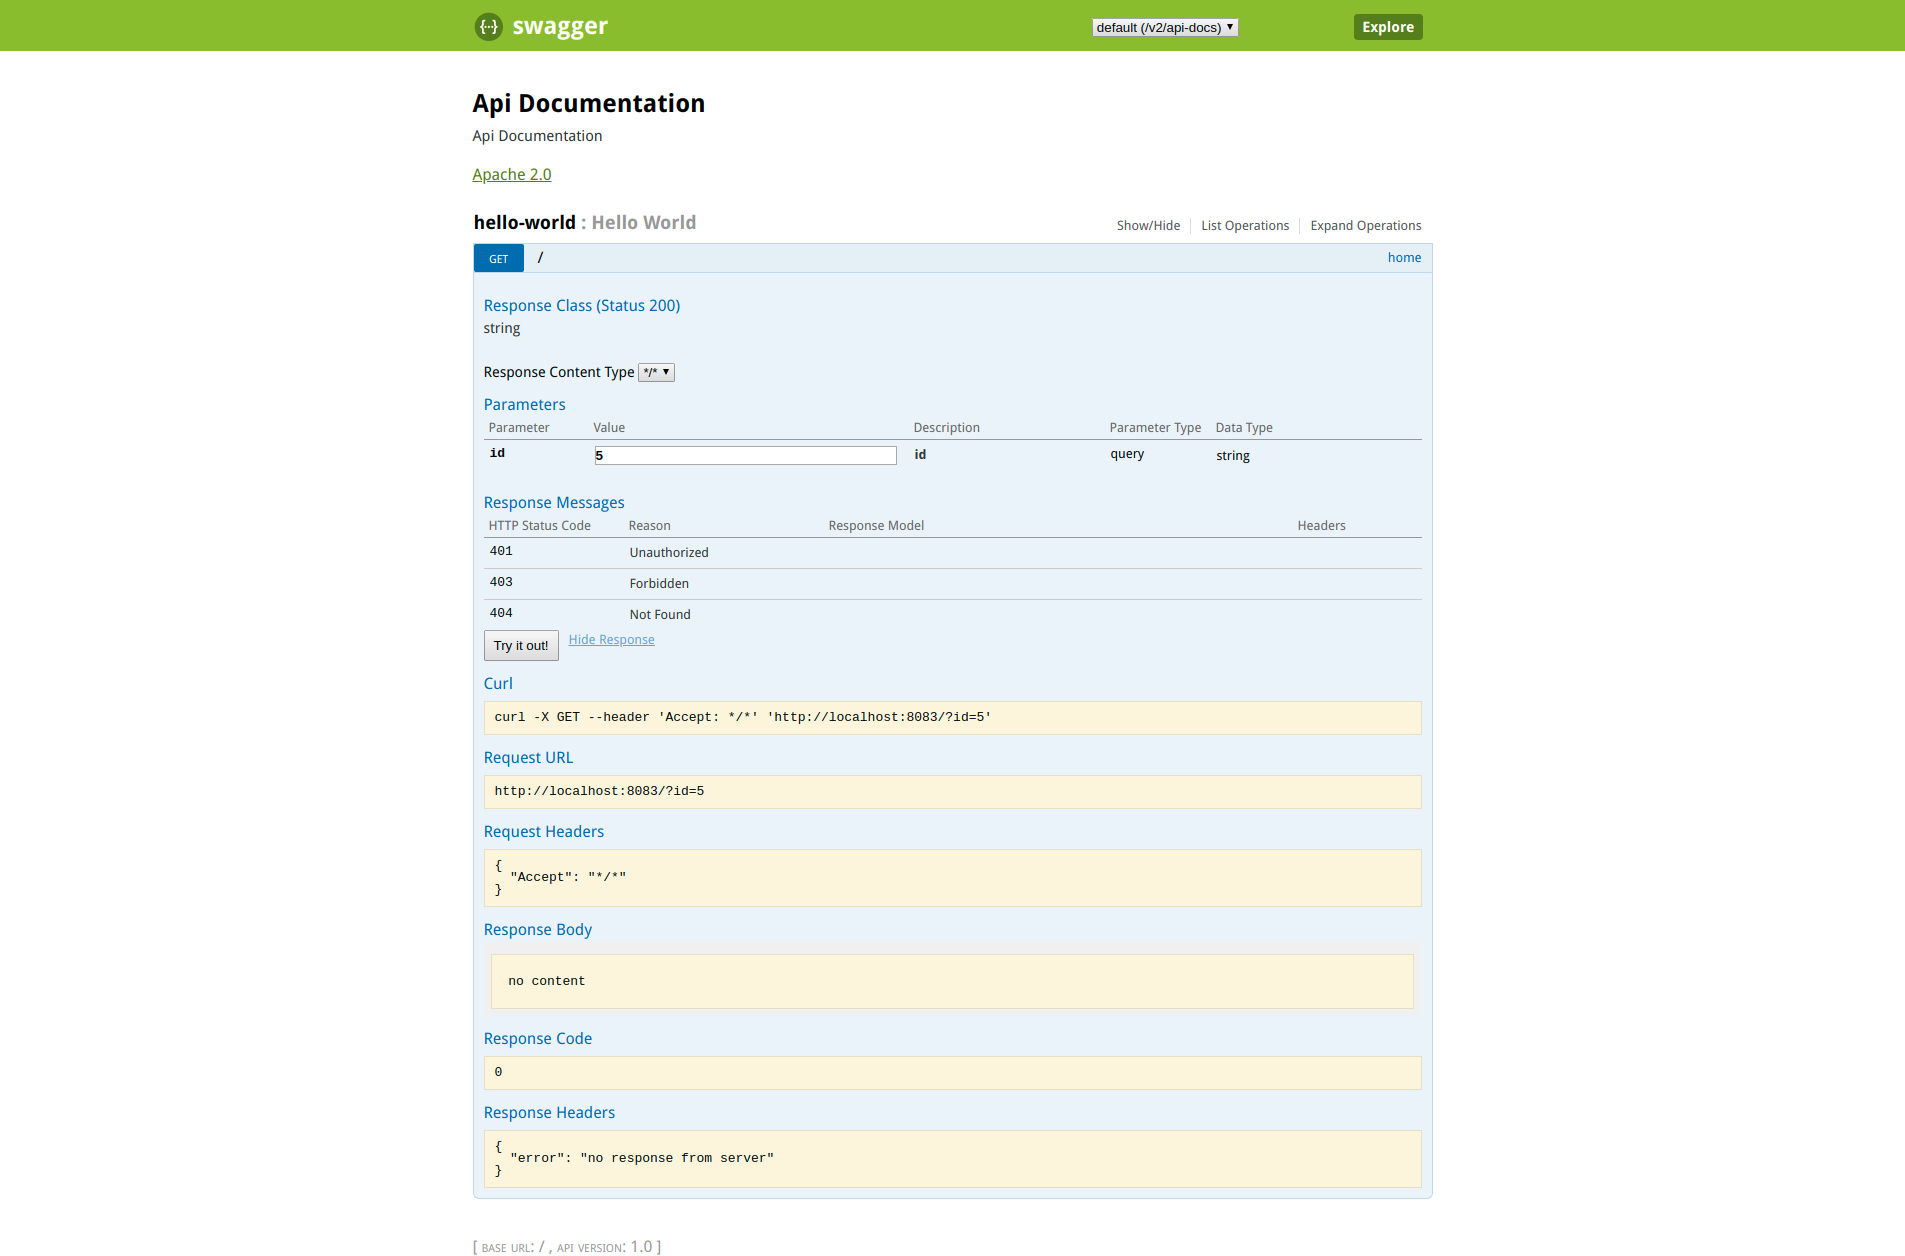 {··} swagger default (/v2/api-docs) ▼ Explore
Api Documentation
Api Documentation
Apache 2.0
hello-world : Hello World Show/Hide List Operations Expand Operations
GET / home
Response Class (Status 200)
string
Response Content Type */* ▼
Parameters
Parameter Value Description Parameter Type Data Type
id 5 id query string
Response Messages
HTTP Status Code Reason Response Model Headers
401 Unauthorized
403 Forbidden
404 Not Found
Try it out! Hide Response
Curl
curl -X GET --header 'Accept: */*' 'http://localhost:8083/?id=5'
Request URL
http://localhost:8083/?id=5
Request Headers
{
"Accept": "*/*"
}
Response Body
no content
Response Code
0
Response Headers
{
"error": "no response from server"
}
[ BASE URL: / , API VERSION: 1.0 ]